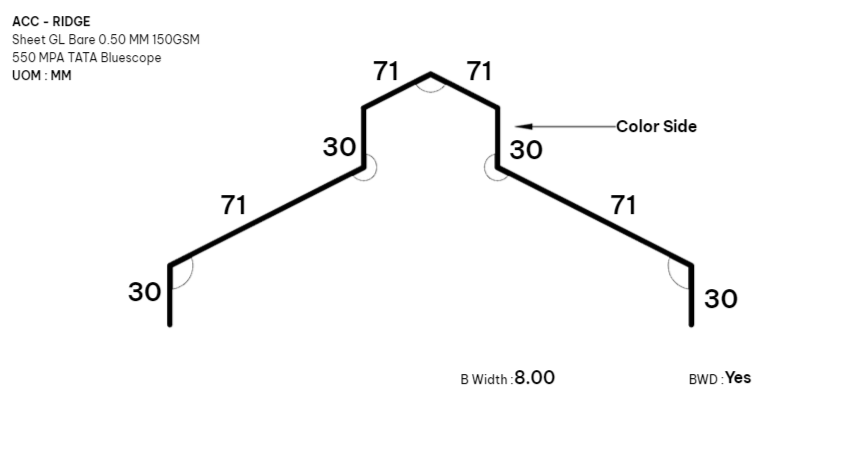 ACC - RIDGE
Sheet GL Bare 0.50 MM 150GSM
550 MPA TATA Bluescope
UOM : MM
71 71
Color Side
30 30
71 71
30 30
B Width : 8.00 BWD : Yes